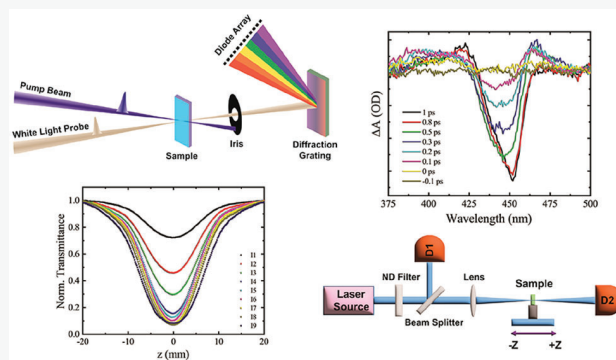 Diode Array
Pump Beam
White Light Probe
Sample
Iris
Diffraction
Grating
ΔA (OD)
1 ps
0.8 ps
0.5 ps
0.3 ps
0.2 ps
0.1 ps
0 ps
-0.1 ps
375 400 425 450 475 500
Wavelength (nm)
Norm. Transmittance
1.0
0.8
0.6
0.4
0.2
0.0
I1
I2
I3
I4
I5
I6
I7
I8
I9
-20 -10 0 10 20
z (mm)
D1
ND Filter
Lens
Sample
Laser
Source
D2
Beam Splitter
-Z +Z